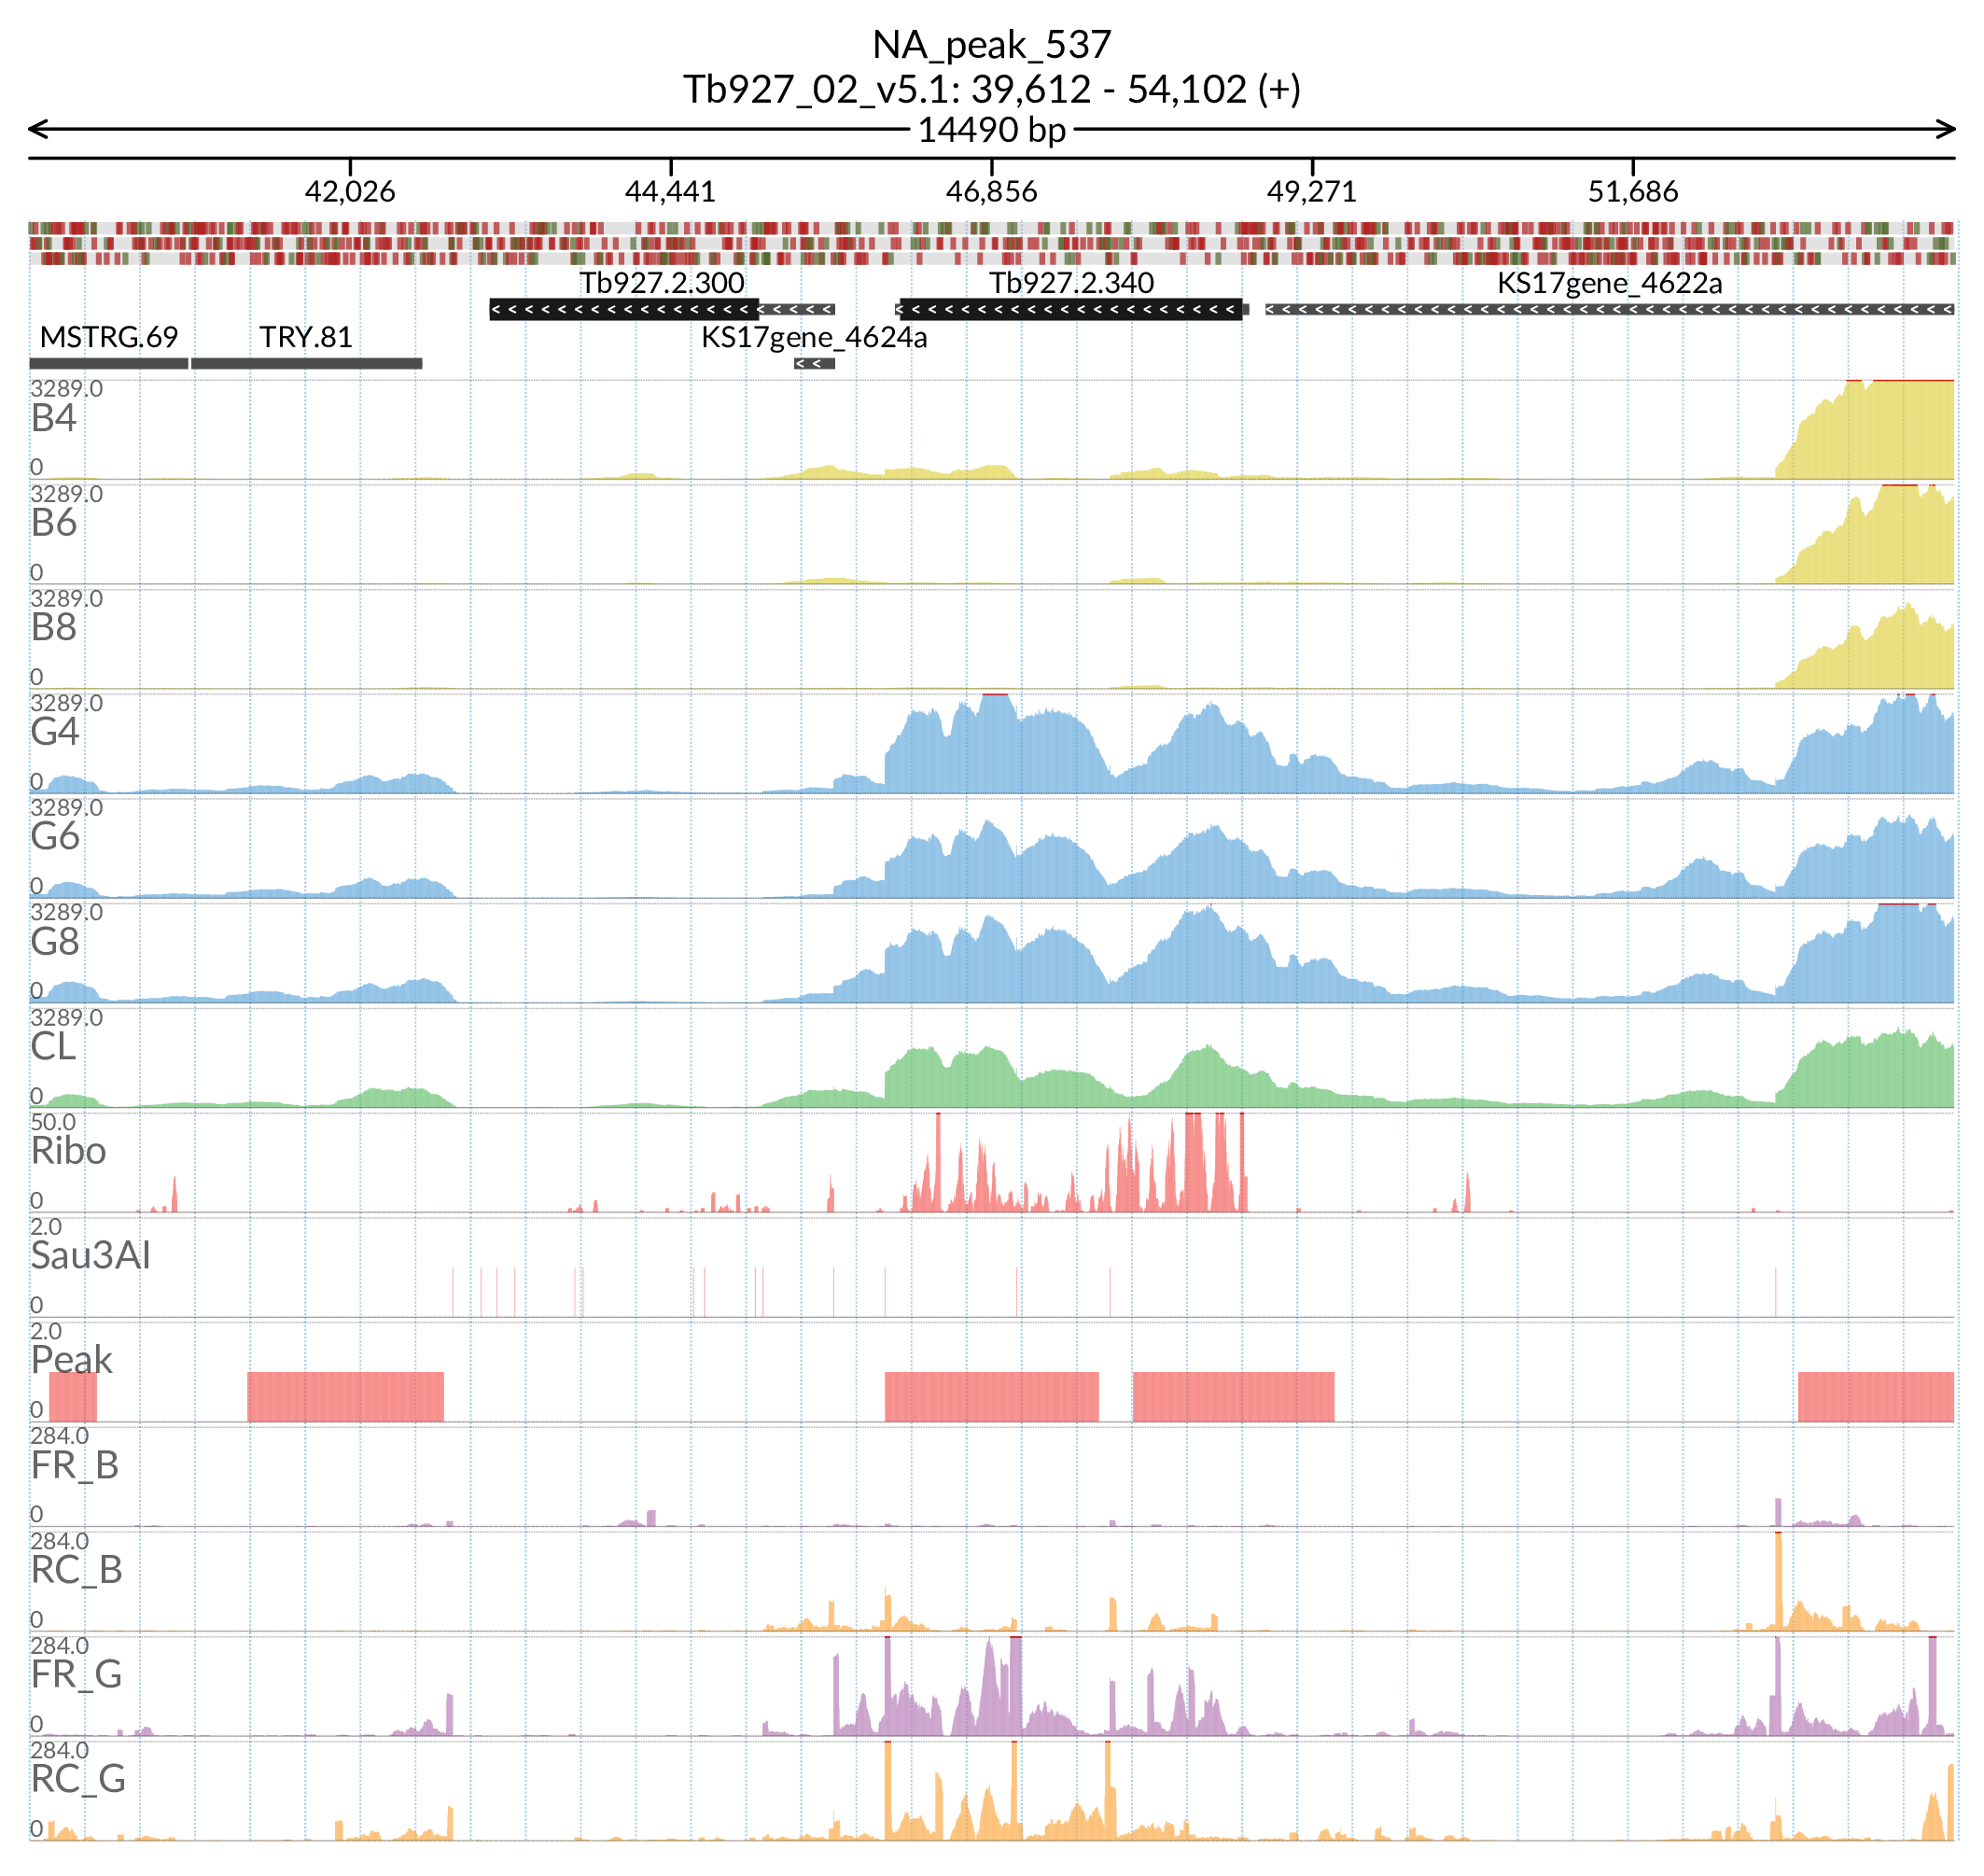 NA_peak_537
Tb927_02_v5.1: 39,612 - 54,102 (+)
14490 bp
42,026 44,441 46,856 49,271 51,686
Tb927.2.300 Tb927.2.340 KS17gene_4622a
MSTRG.69 TRY.81 KS17gene_4624a
3289.0
B4
0
3289.0
B6
0
3289.0
B8
0
3289.0
G4
0
3289.0
G6
0
3289.0
G8
0
3289.0
CL
0
50.0
Ribo
0
2.0
Sau3AI
0
2.0
Peak
0
284.0
FR_B
0
284.0
RC_B
0
284.0
FR_G
0
284.0
RC_G
0